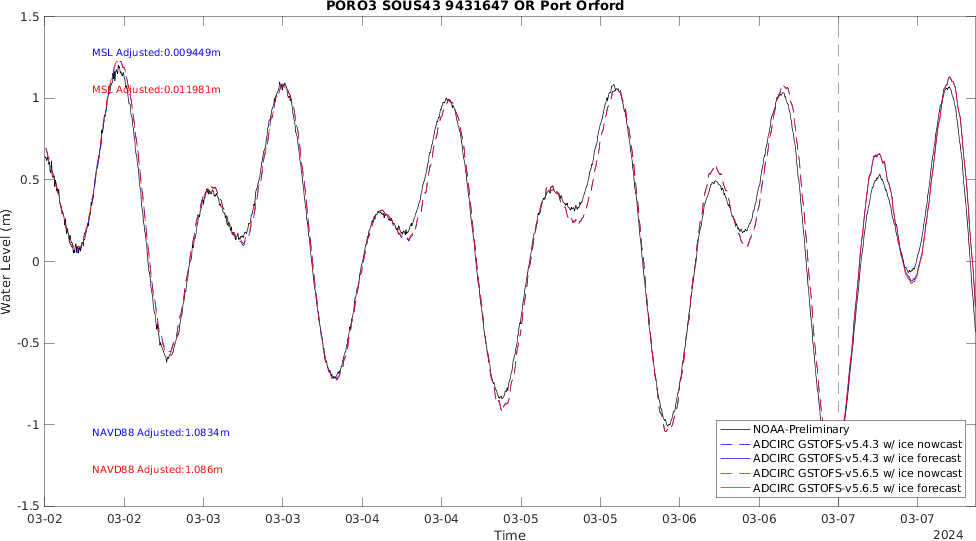 PORO3 SOUS43 9431647 OR Port Orford
MSL Adjusted:0.009449m
MSL Adjusted:0.011981m
NAVD88 Adjusted:1.0834m
NAVD88 Adjusted:1.086m
Water Level (m)
1.5
1
0.5
0
-0.5
-1
-1.5
NOAA-Preliminary
ADCIRC GSTOFS-v5.4.3 w/ ice nowcast
ADCIRC GSTOFS-v5.4.3 w/ ice forecast
ADCIRC GSTOFS-v5.6.5 w/ ice nowcast
ADCIRC GSTOFS-v5.6.5 w/ ice forecast
03-02 03-02 03-03 03-03 03-04 03-04 03-05 03-05 03-06 03-06 03-07 03-07
Time
2024